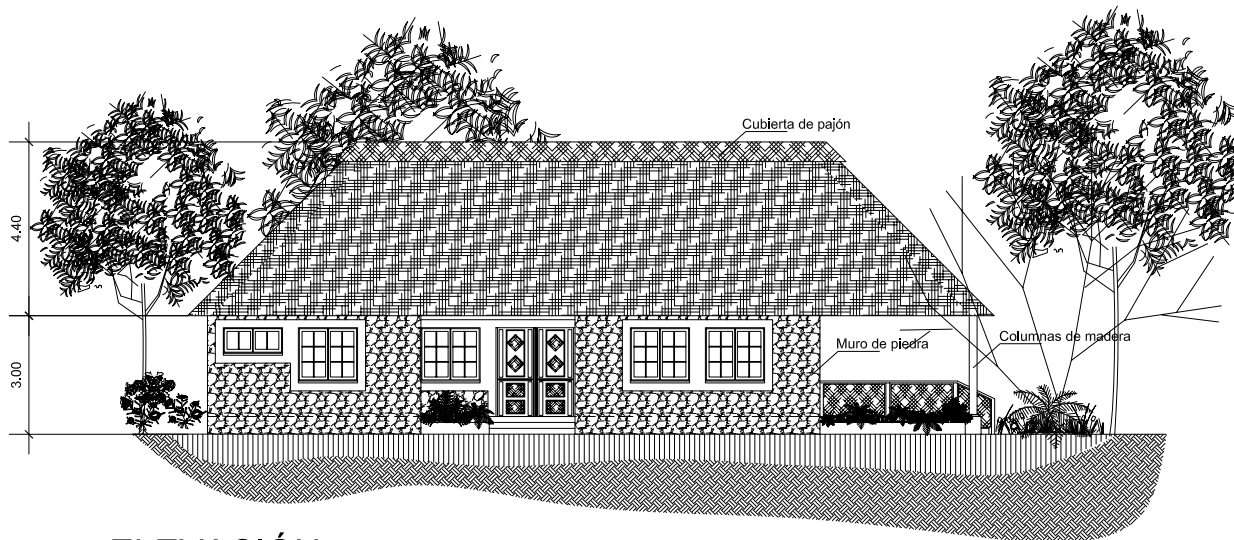 Cubierta de pajón
4.40
Muro de piedra
Columnas de madera
3.00